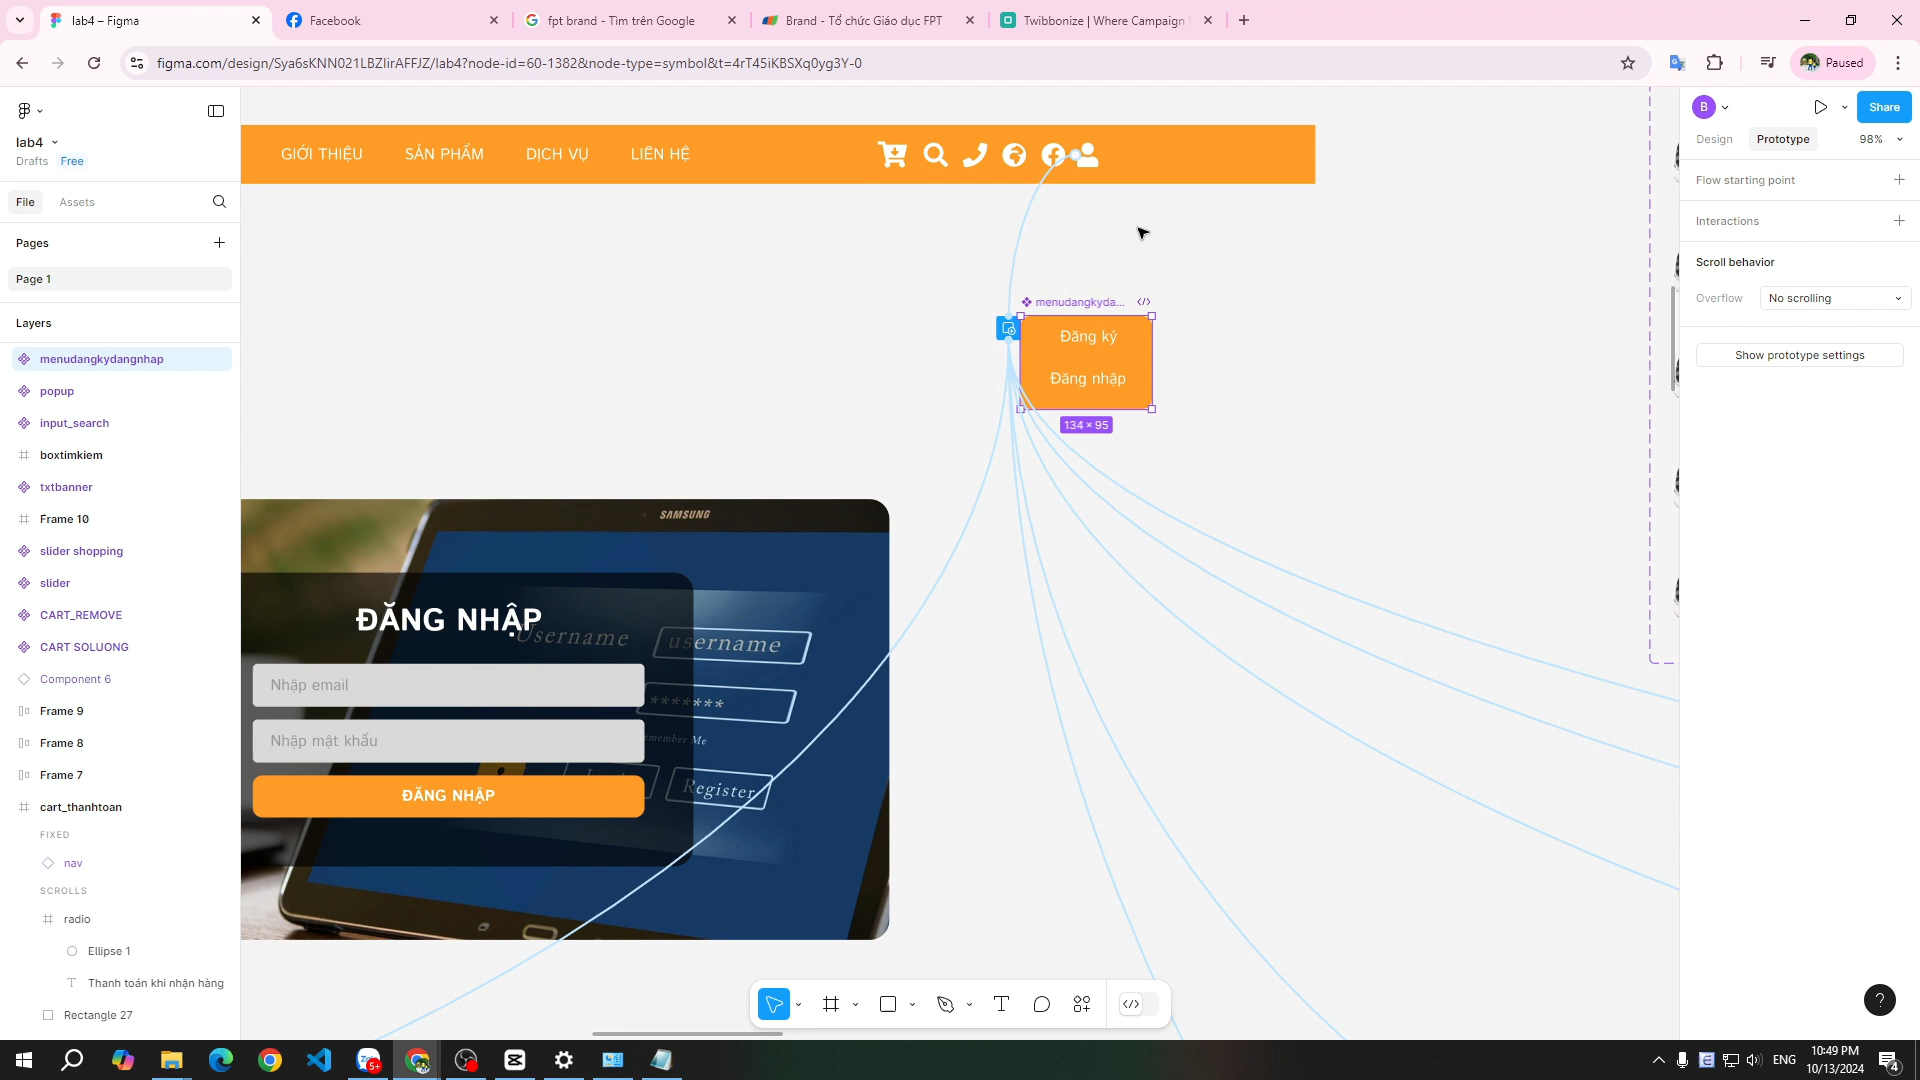 lab4 – Figma
Facebook
fpt brand - Tìm trên Google
Brand - Tổ chức Giáo dục FPT
Twibbonize | Where Campaign
figma.com/design/Sya6sKNN021LBZlirAFFJZ/lab4?node-id=60-1382&node-type=symbol&t=4rT45iKBSXq0yg3Y-0
Paused
lab4
Drafts Free
File Assets
Pages
Page 1
Layers
menudangkydangnhap
popup
input_search
boxtimkiem
txtbanner
Frame 10
slider shopping
slider
CART_REMOVE
CART SOLUONG
Component 6
Frame 9
Frame 8
Frame 7
cart_thanhtoan
FIXED
nav
SCROLLS
radio
Ellipse 1
Thanh toán khi nhận hàng
Rectangle 27
GIỚI THIỆU SẢN PHẨM DỊCH VỤ LIÊN HỆ
menudangkyda...
Đăng ký
Đăng nhập
134 × 95
SAMSUNG
ĐĂNG NHẬP
Username username
Nhập email
*******
Nhập mật khẩu
member Me
ĐĂNG NHẬP
Register
B
Share
Design Prototype 98%
Flow starting point
Interactions
Scroll behavior
Overflow No scrolling
Show prototype settings
?
Zalo 5+
ENG
10:49 PM
10/13/2024
4